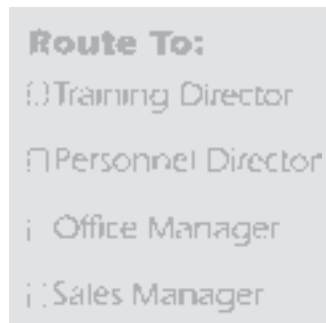 Route To:
Training Director
Personnel Director
Office Manager
Sales Manager